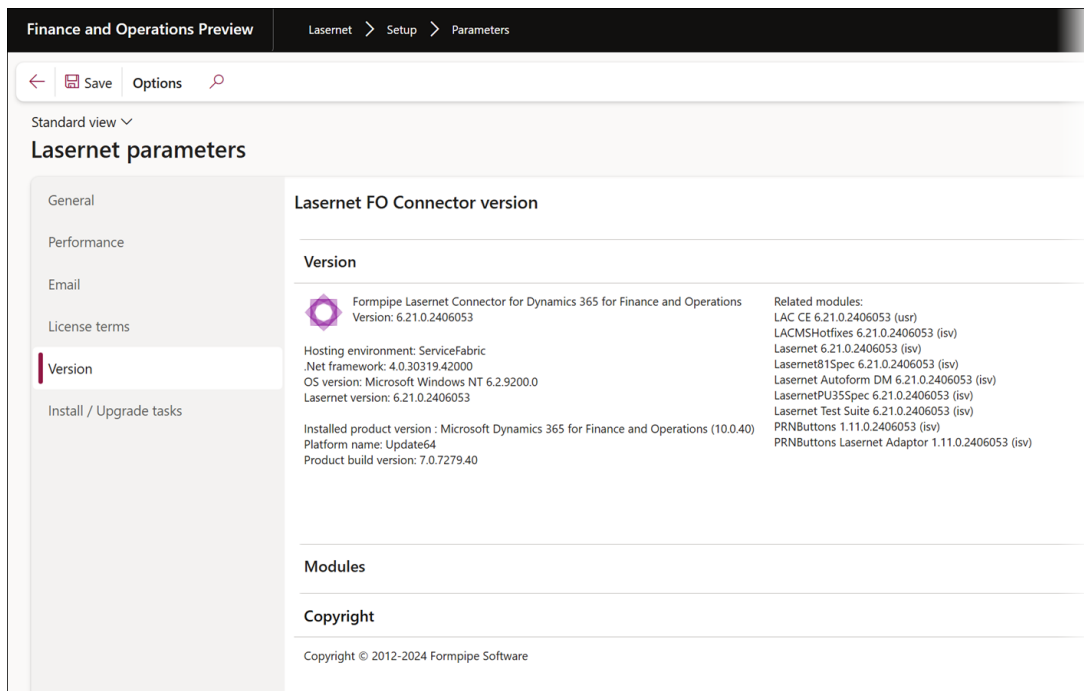 Finance and Operations Preview
Lasernet > Setup > Parameters
Save
Options
Standard view
Lasernet parameters
General
Performance
Email
License terms
Version
Install / Upgrade tasks
Lasernet FO Connector version
Version
Formpipe Lasernet Connector for Dynamics 365 for Finance and Operations
Version: 6.21.0.2406053
Hosting environment: ServiceFabric
.Net framework: 4.0.30319.42000
OS version: Microsoft Windows NT 6.2.9200.0
Lasernet version: 6.21.0.2406053
Installed product version : Microsoft Dynamics 365 for Finance and Operations (10.0.40)
Platform name: Update64
Product build version: 7.0.7279.40
Related modules:
LAC CE 6.21.0.2406053 (usr)
LACMSHotfixes 6.21.0.2406053 (isv)
Lasernet 6.21.0.2406053 (isv)
Lasernet81Spec 6.21.0.2406053 (isv)
Lasernet Autoform DM 6.21.0.2406053 (isv)
LasernetPU35Spec 6.21.0.2406053 (isv)
Lasernet Test Suite 6.21.0.2406053 (isv)
PRNButtons 1.11.0.2406053 (isv)
PRNButtons Lasernet Adaptor 1.11.0.2406053 (isv)
Modules
Copyright
Copyright © 2012-2024 Formpipe Software